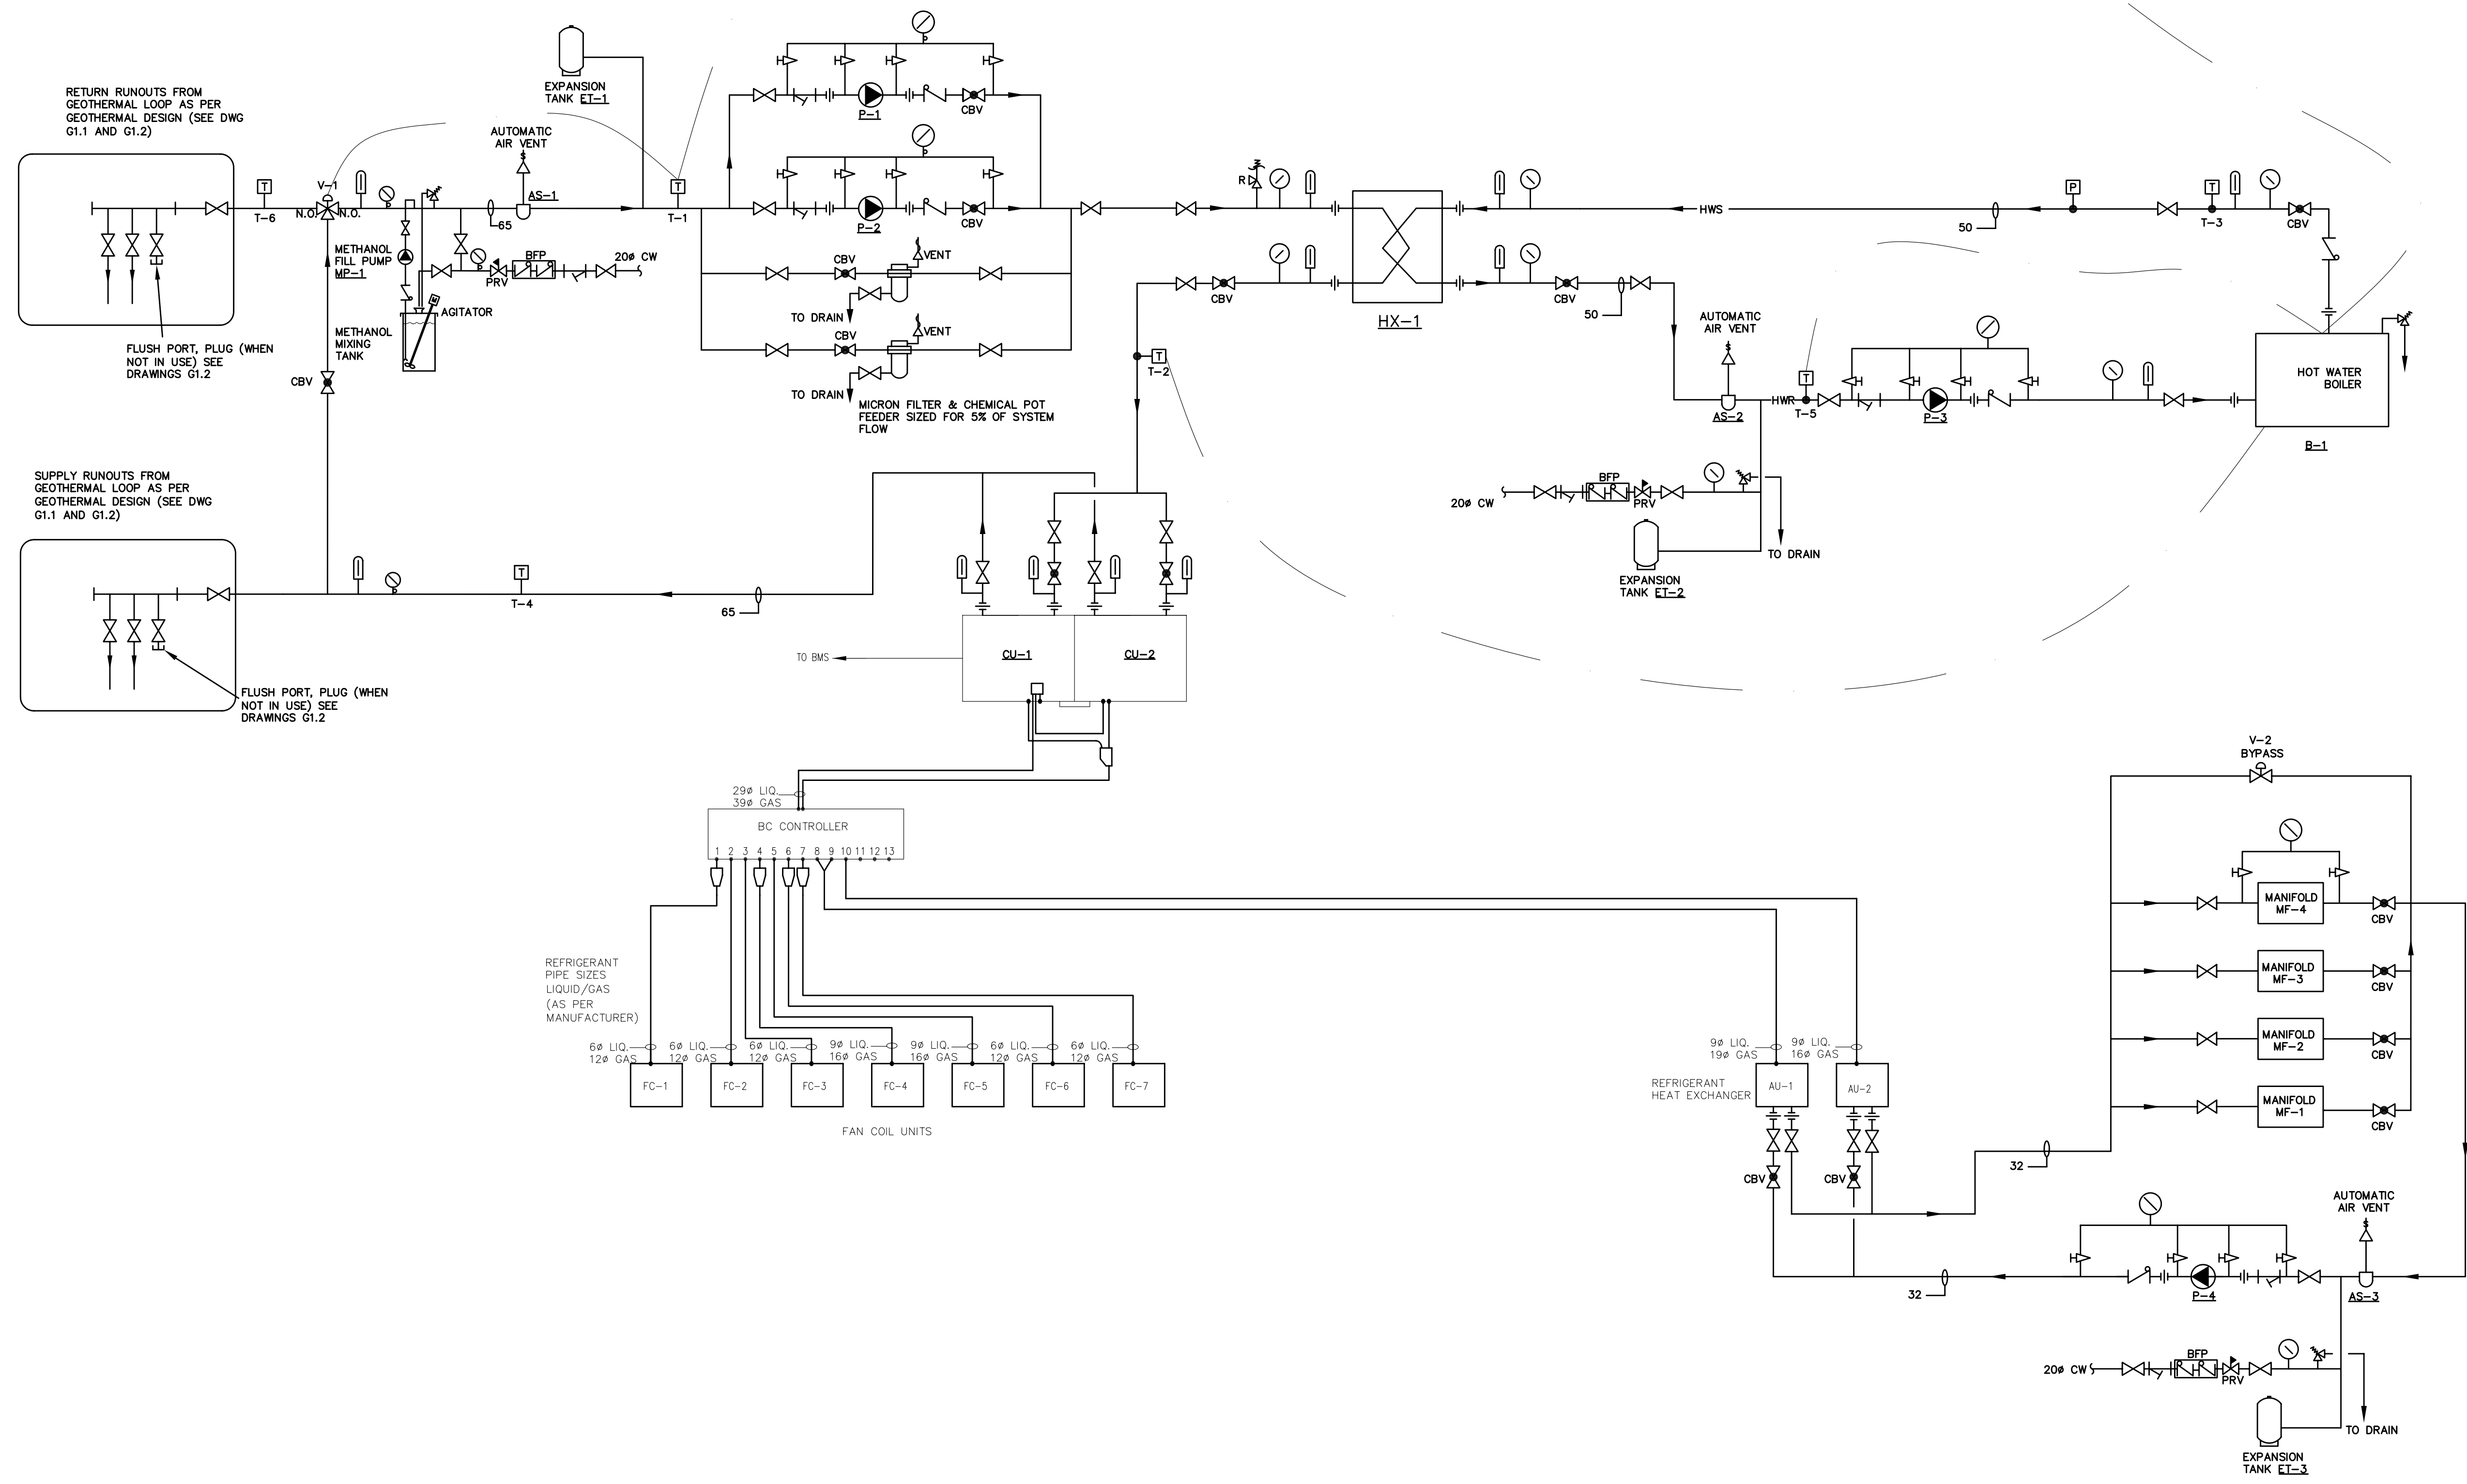 RETURN RUNOUTS FROM
GEOTHERMAL LOOP AS PER
GEOTHERMAL DESIGN (SEE DWG
G1.1 AND G1.2)
T
T-6
V-1
N.O.
N.O.
FLUSH PORT, PLUG (WHEN
NOT IN USE) SEE
DRAWINGS G1.2
METHANOL
FILL PUMP
MP-1
METHANOL
MIXING
TANK
M
AGITATOR
CBV
65
AUTOMATIC
AIR VENT
AS-1
PRV
BFP
20ø CW
EXPANSION
TANK ET-1
T
T-1
P-1
CBV
P-2
CBV
CBV
VENT
TO DRAIN
CBV
VENT
TO DRAIN
MICRON FILTER & CHEMICAL POT
FEEDER SIZED FOR 5% OF SYSTEM
FLOW
R
CBV
HX-1
T
T-2
HWS
50
P
T
T-3
CBV
CBV
50
AUTOMATIC
AIR VENT
AS-2
HWR
T
T-5
P-3
HOT WATER
BOILER
B-1
20ø CW
BFP
PRV
TO DRAIN
EXPANSION
TANK ET-2
SUPPLY RUNOUTS FROM
GEOTHERMAL LOOP AS PER
GEOTHERMAL DESIGN (SEE DWG
G1.1 AND G1.2)
FLUSH PORT, PLUG (WHEN
NOT IN USE) SEE
DRAWINGS G1.2
T
T-4
65
TO BMS
CU-1
CU-2
29ø LIQ.
39ø GAS
BC CONTROLLER
1 2 3 4 5 6 7 8 9 10 11 12 13
REFRIGERANT
PIPE SIZES
LIQUID/GAS
(AS PER
MANUFACTURER)
6ø LIQ.
12ø GAS
6ø LIQ.
12ø GAS
6ø LIQ.
12ø GAS
9ø LIQ.
16ø GAS
9ø LIQ.
16ø GAS
6ø LIQ.
12ø GAS
6ø LIQ.
12ø GAS
FC-1
FC-2
FC-3
FC-4
FC-5
FC-6
FC-7
FAN COIL UNITS
9ø LIQ.
19ø GAS
9ø LIQ.
16ø GAS
REFRIGERANT
HEAT EXCHANGER
AU-1
AU-2
CBV
CBV
32
32
V-2
BYPASS
MANIFOLD
MF-4
CBV
MANIFOLD
MF-3
CBV
MANIFOLD
MF-2
CBV
MANIFOLD
MF-1
CBV
AUTOMATIC
AIR VENT
P-4
AS-3
20ø CW
BFP
PRV
TO DRAIN
EXPANSION
TANK ET-3